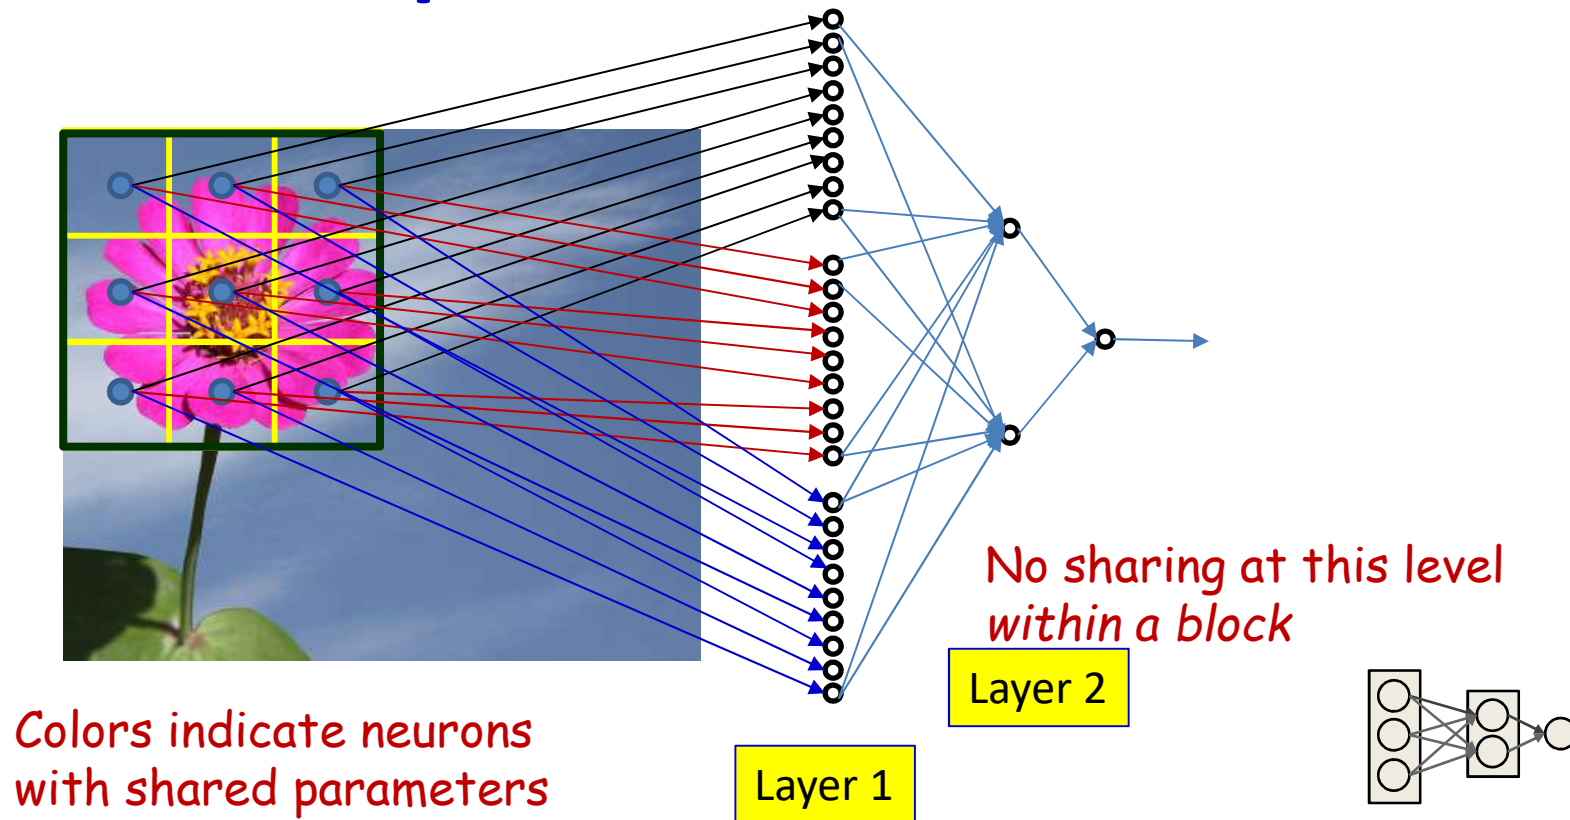 No sharing at this level
within a block
Layer 2
Colors indicate neurons
with shared parameters
Layer 1